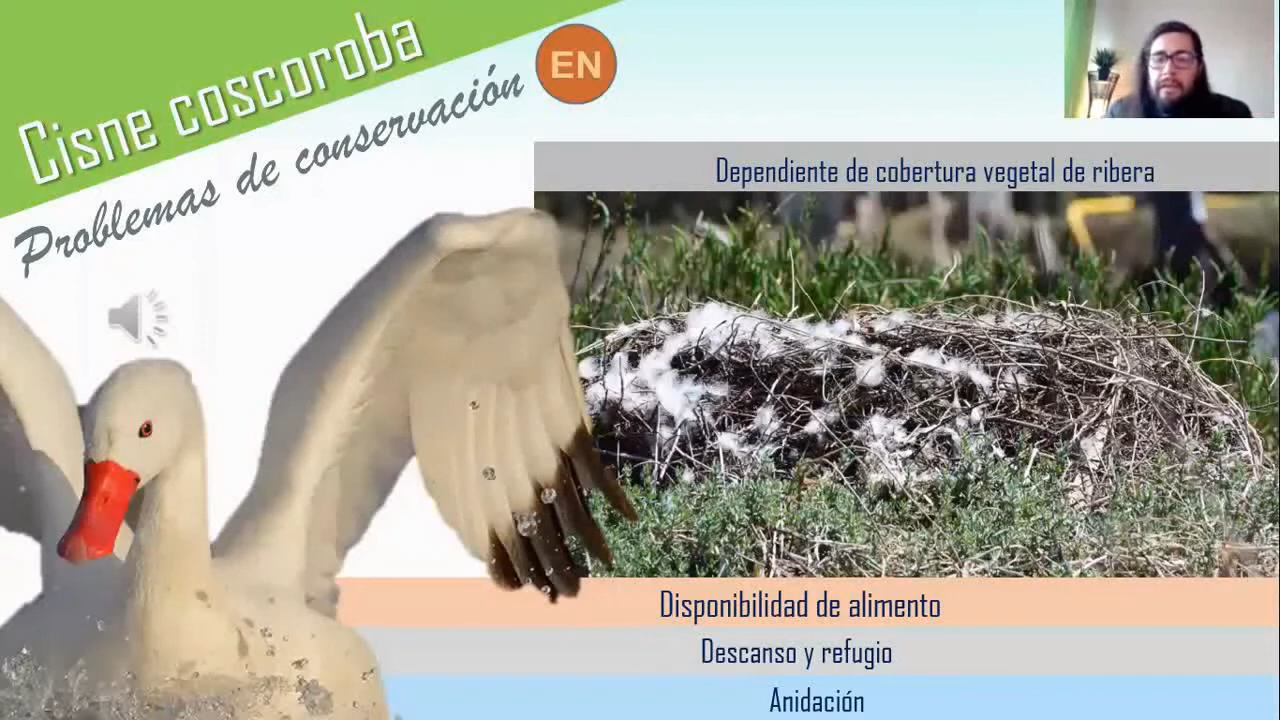 Cisne coscoroba
Problemas de conservación
EN
Dependiente de cobertura vegetal de ribera
Disponibilidad de alimento
Descanso y refugio
Anidación